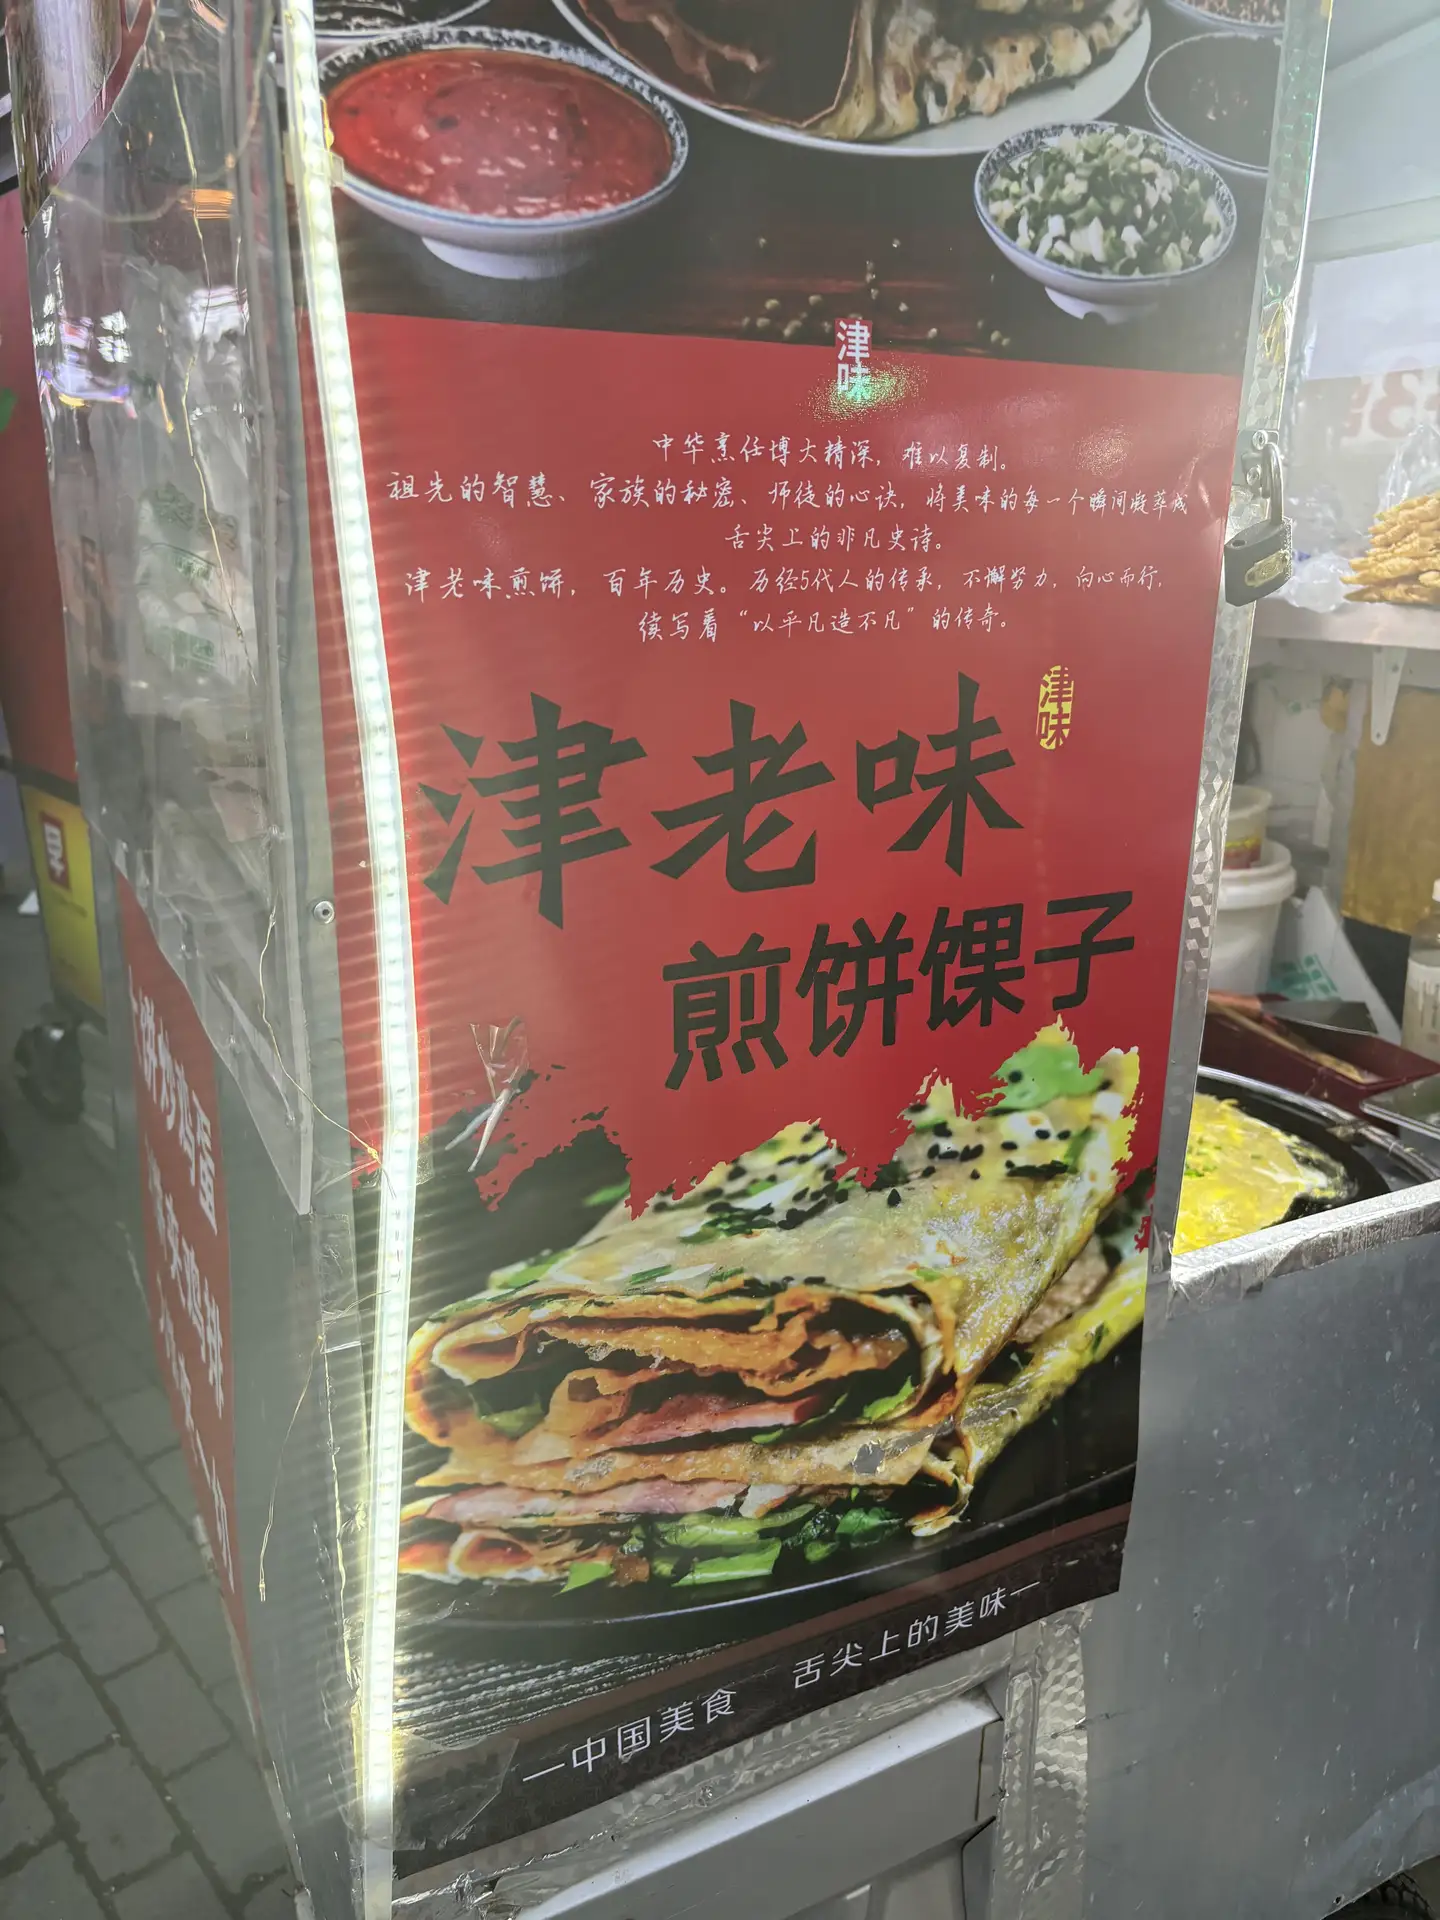 津味
中华烹任博大精深，难以复制。
祖先的智慧、家族的秘密、师徒的心诀，将美味的每一个瞬间凝萃成
舌尖上的非凡史诗。
津老味煎饼，百年历史。历经5代人的传承，不懈努力，向心而行，
续写着“以平凡造不凡”的传奇。
津味
津老味
煎饼馃子
—中国美食 舌尖上的美味—